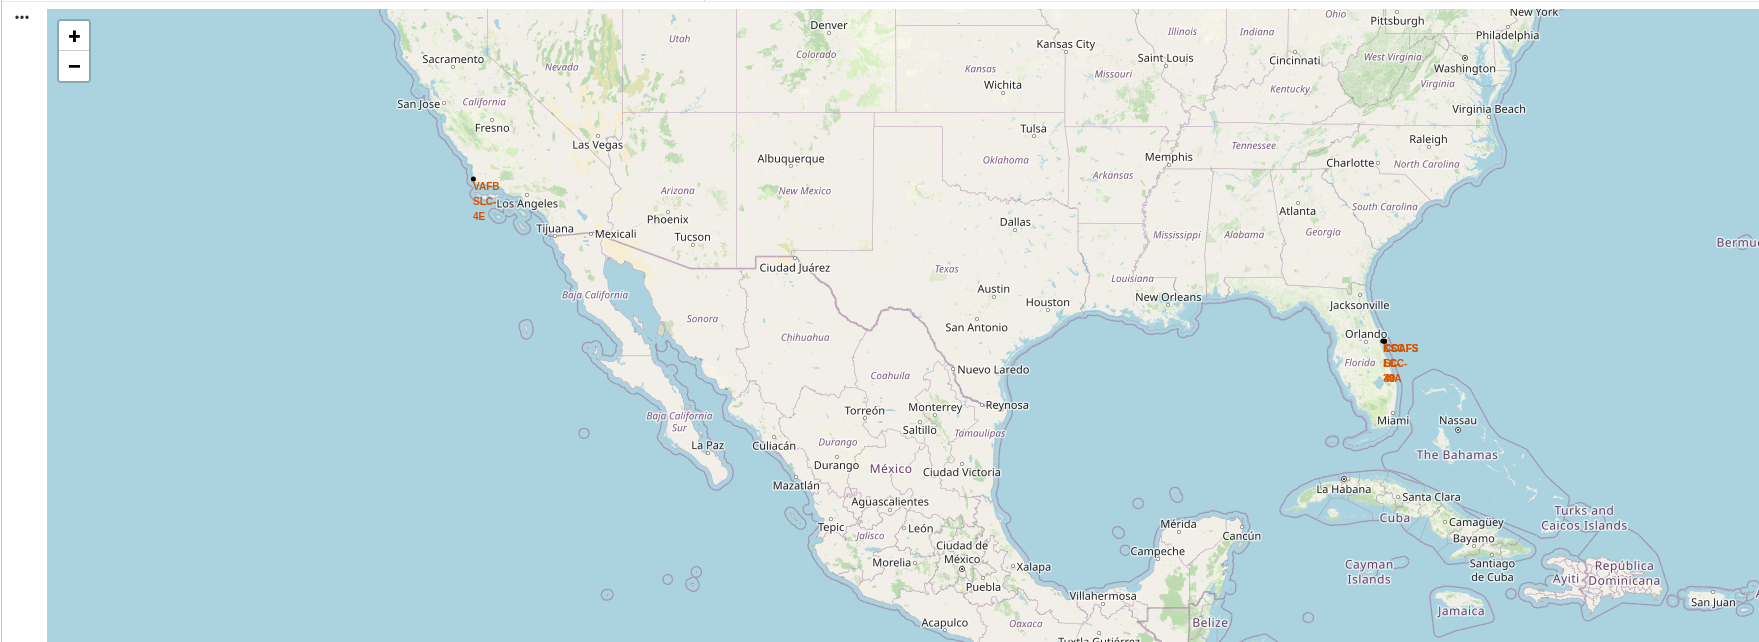 ...
+
−
Denver
Pittsburgh
New York
Ohio
Utah
Illinois
Indiana
Philadelphia
Kansas City
Sacramento
Nevada
Colorado
Kansas
Missouri
Saint Louis
Cincinnati
West Virginia
Washington
Wichita
Kentucky
Virginia
San Jose
California
Virginia Beach
Fresno
Tulsa
Las Vegas
Raleigh
Tennessee
Albuquerque
Oklahoma
Memphis
Charlotte
North Carolina
Arkansas
VAFB
SLC-
4E
Arizona
New Mexico
Los Angeles
Phoenix
Dallas
Atlanta
South Carolina
Tijuana
Mexicali
Tucson
Mississippi
Alabama
Georgia
Bermu
Ciudad Juárez
Texas
Louisiana
Baja California
Austin
Houston
New Orleans
Jacksonville
Sonora
Chihuahua
San Antonio
Orlando
Florida
Coahuila
Nuevo Laredo
Torreón
Monterrey
Reynosa
Baja California
Sur
Saltillo
Tamaulipas
Miami
Nassau
La Paz
Culiacán
Durango
The Bahamas
Durango
México
Ciudad Victoria
Mazatlán
La Habana
Santa Clara
Aguascalientes
Cuba
Camagüey
Turks and
Caicos Islands
Tepic
León
Jalisco
Mérida
Cancún
Bayamo
Ciudad de
México
Campeche
Morelia
Xalapa
Cayman
Islands
Santiago
de Cuba
República
Dominicana
Ayiti
Puebla
Villahermosa
Jamaica
San Juan
Acapulco
Oaxaca
Belize
Tuxtla Gutiérrez